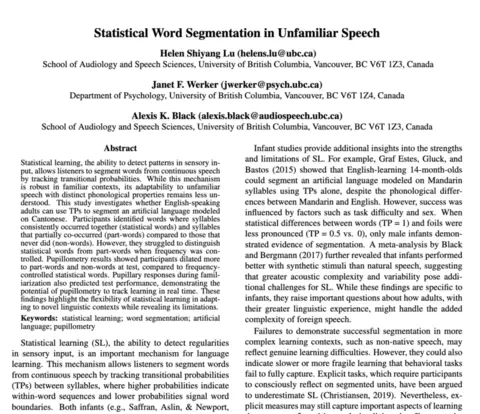 Statistical Word Segmentation in Unfamiliar Speech
Helen Shiyang Lu (helens.lu@ubc.ca)
School of Audiology and Speech Sciences, University of British Columbia, Vancouver, BC V6T 1Z3, Canada
Janet F. Werker (jwerker@psych.ubc.ca)
Department of Psychology, University of British Columbia, Vancouver, BC V6T 1Z4, Canada
Alexis K. Black (alexis.black@audiospeech.ubc.ca)
School of Audiology and Speech Sciences, University of British Columbia, Vancouver, BC V6T 1Z3, Canada
Abstract
Statistical learning, the ability to detect patterns in sensory in-
put, allows listeners to segment words from continuous speech
by tracking transitional probabilities. While this mechanism
is robust in familiar contexts, its adaptability to unfamiliar
speech with distinct phonological properties remains less un-
derstood. This study investigates whether English-speaking
adults can use TPs to segment an artificial language modeled
on Cantonese. Participants identified words where syllables
consistently occurred together (statistical words) and syllables
that partially co-occurred (part-words) compared to those that
never did (non-words). However, they struggled to distinguish
statistical words from part-words when frequency was con-
trolled. Pupillometry results showed participants dilated more
to part-words and non-words at test, compared to frequency-
controlled statistical words. Pupillary responses during famil-
iarization also predicted test performance, demonstrating the
potential of pupillometry to track learning in real time. These
findings highlight the flexibility of statistical learning in adapt-
ing to novel linguistic contexts while revealing its limitations.
Keywords: statistical learning; word segmentation; artificial
language; pupillometry
Statistical learning (SL), the ability to detect regularities
in sensory input, is an important mechanism for language
learning. This mechanism allows listeners to segment words
from continuous speech by tracking transitional probabilities
(TPs) between syllables, where higher probabilities indicate
within-word sequences and lower probabilities signal word
boundaries. Both infants (e.g., Saffran, Aslin, & Newport,
Infant studies provide additional insights into the strengths
and limitations of SL. For example, Graf Estes, Gluck, and
Bastos (2015) showed that English-learning 14-month-olds
could segment an artificial language modeled on Mandarin
syllables using TPs alone, despite the phonological differ-
ences between Mandarin and English. However, success was
influenced by factors such as task difficulty and sex. When
statistical differences between words (TP = 1) and foils were
less pronounced (TP = 0.5 vs. 0), only male infants demon-
strated evidence of segmentation. A meta-analysis by Black
and Bergmann (2017) further revealed that infants performed
better with synthetic stimuli than natural speech, suggesting
that greater acoustic complexity and variability pose addi-
tional challenges for SL. While these findings are specific to
infants, they raise important questions about how adults, with
their greater linguistic experience, might handle the added
complexity of foreign speech.
Failures to demonstrate successful segmentation in more
complex learning contexts, such as non-native speech, may
reflect genuine learning difficulties. However, they could also
indicate slower or more fragile learning that behavioral tasks
fail to fully capture. Explicit tasks, which require participants
to consciously reflect on segmented units, have been argued
to underestimate SL (Christiansen, 2019). Nevertheless, ex-
plicit measures may still capture important aspects of learning